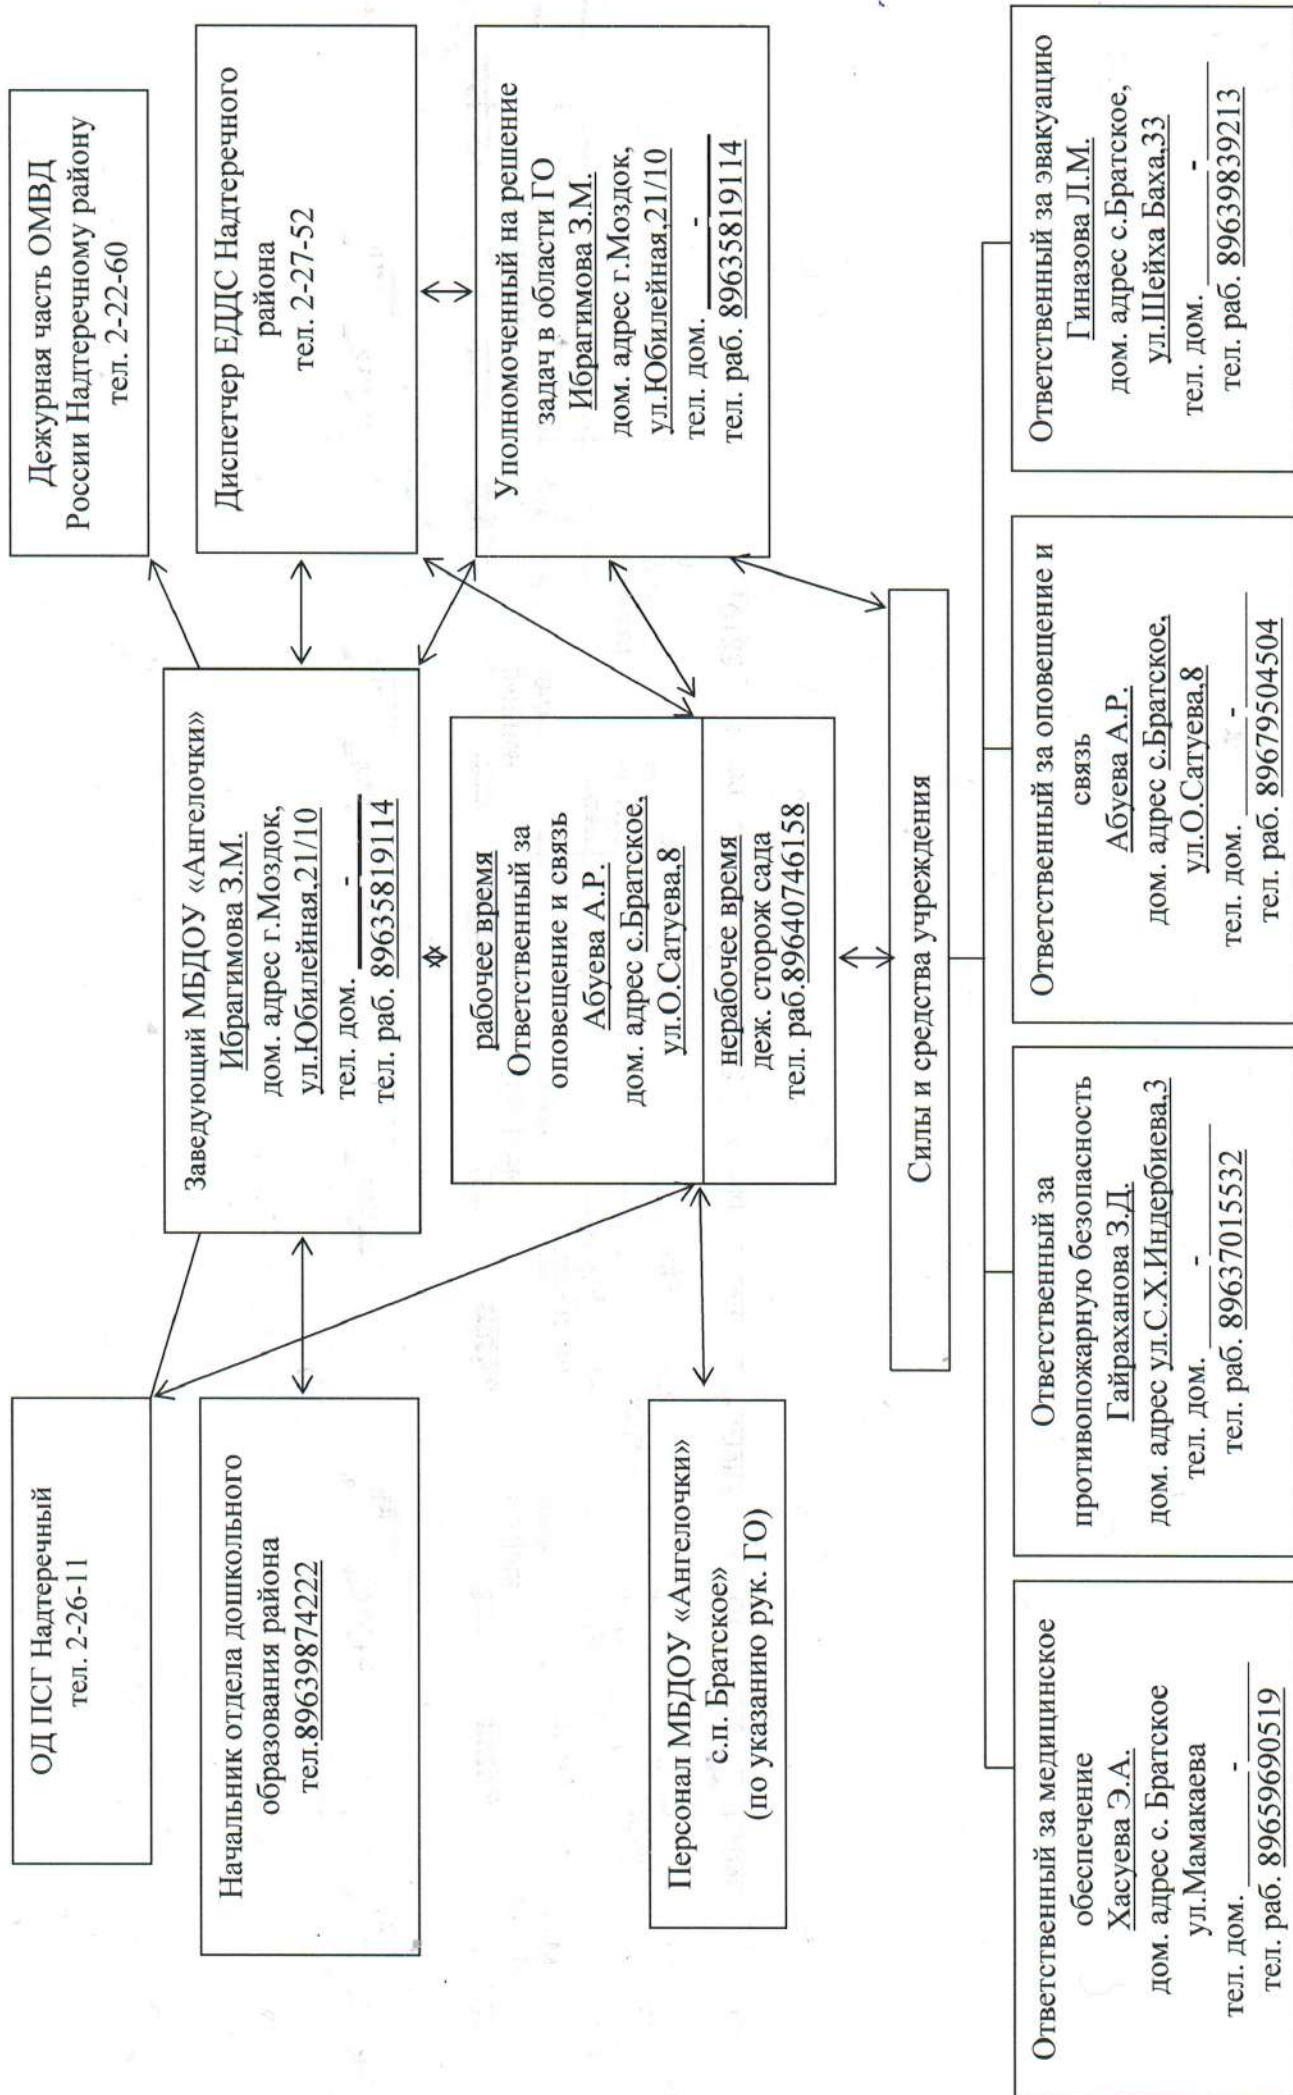 ОД ПСГ Надтеречный
тел. 2-26-11
Дежурная часть ОМВД
России Надтеречному району
тел. 2-22-60
Начальник отдела дошкольного
образования района
тел.89639874222
Заведующий МБДОУ «Ангелочки»
Ибрагимова З.М.
дом. адрес г.Моздок,
ул.Юбилейная,21/10
тел. дом. -
тел. раб. 89635819114
Диспетчер ЕДДС Надтеречного
района
тел. 2-27-52
рабочее время
Ответственный за
оповещение и связь
Абуева А.Р.
дом. адрес с.Братское,
ул.О.Сатуева,8
нерабочее время
деж. сторож сада
тел. раб.89640746158
Уполномоченный на решение
задач в области ГО
Ибрагимова З.М.
дом. адрес г.Моздок,
ул.Юбилейная,21/10
тел. дом. -
тел. раб. 89635819114
Персонал МБДОУ «Ангелочки»
с.п. Братское»
(по указанию рук. ГО)
Силы и средства учреждения
Ответственный за медицинское
обеспечение
Хасуева Э.А.
дом. адрес с. Братское
ул.Мамакаева
тел. дом. -
тел. раб. 89659690519
Ответственный за
противопожарную безопасность
Гайраханова З.Д.
дом. адрес ул.С.Х.Индербиева,3
тел. дом. -
тел. раб. 89637015532
Ответственный за оповещение и
связь
Абуева А.Р.
дом. адрес с.Братское,
ул.О.Сатуева,8
тел. дом. -
тел. раб. 89679504504
Ответственный за эвакуацию
Гиназова Л.М.
дом. адрес с.Братское,
ул.Шейха Баха,33
тел. дом. -
тел. раб. 89639839213